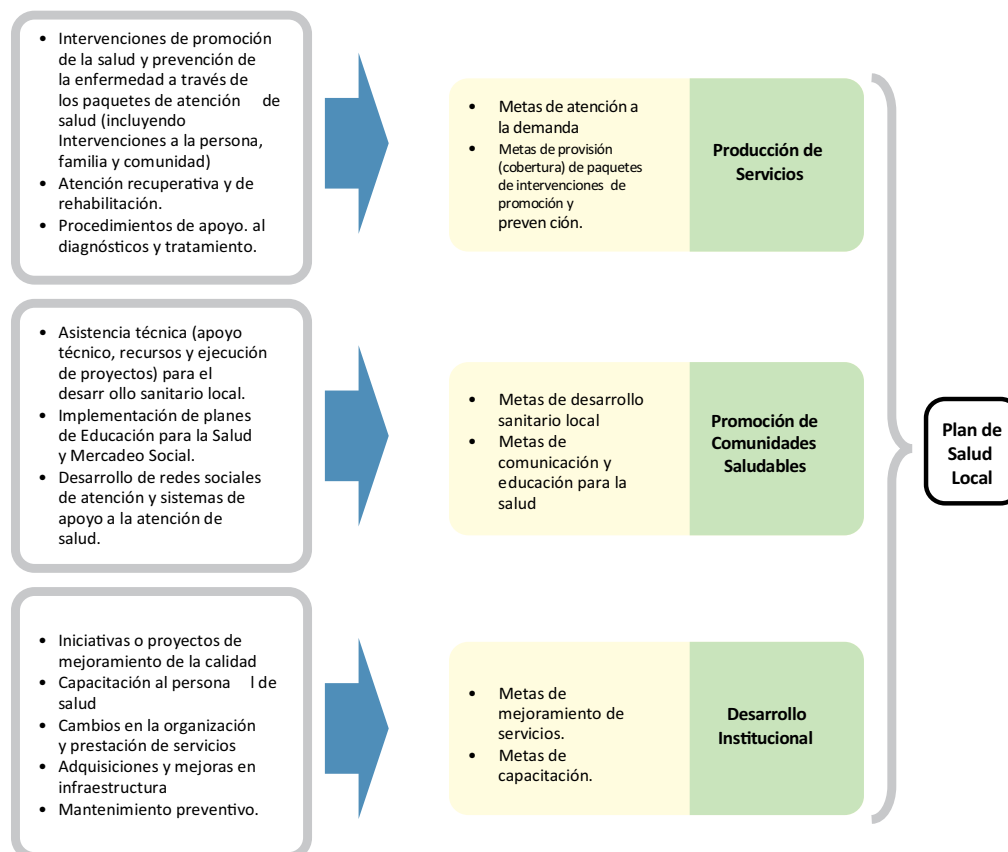 • Intervenciones de promoción
de la salud y prevención de
la enfermedad a través de
los paquetes de atención de
salud (incluyendo
Intervenciones a la persona,
familia y comunidad)
• Atención recuperativa y de
rehabilitación.
• Procedimientos de apoyo. al
diagnósticos y tratamiento.
• Metas de atención a
la demanda
• Metas de provisión
(cobertura) de paquetes
de intervenciones de
promoción y
preven ción.
Producción de
Servicios
• Asistencia técnica (apoyo
técnico, recursos y ejecución
de proyectos) para el
desarr ollo sanitario local.
• Implementación de planes
de Educación para la Salud
y Mercadeo Social.
• Desarrollo de redes sociales
de atención y sistemas de
apoyo a la atención de
salud.
• Metas de desarrollo
sanitario local
• Metas de
comunicación y
educación para la
salud
Promoción de
Comunidades
Saludables
• Iniciativas o proyectos de
mejoramiento de la calidad
• Capacitación al persona l de
salud
• Cambios en la organización
y prestación de servicios
• Adquisiciones y mejoras en
infraestructura
• Mantenimiento preventivo.
• Metas de
mejoramiento de
servicios.
• Metas de
capacitación.
Desarrollo
Institucional
Plan de
Salud
Local